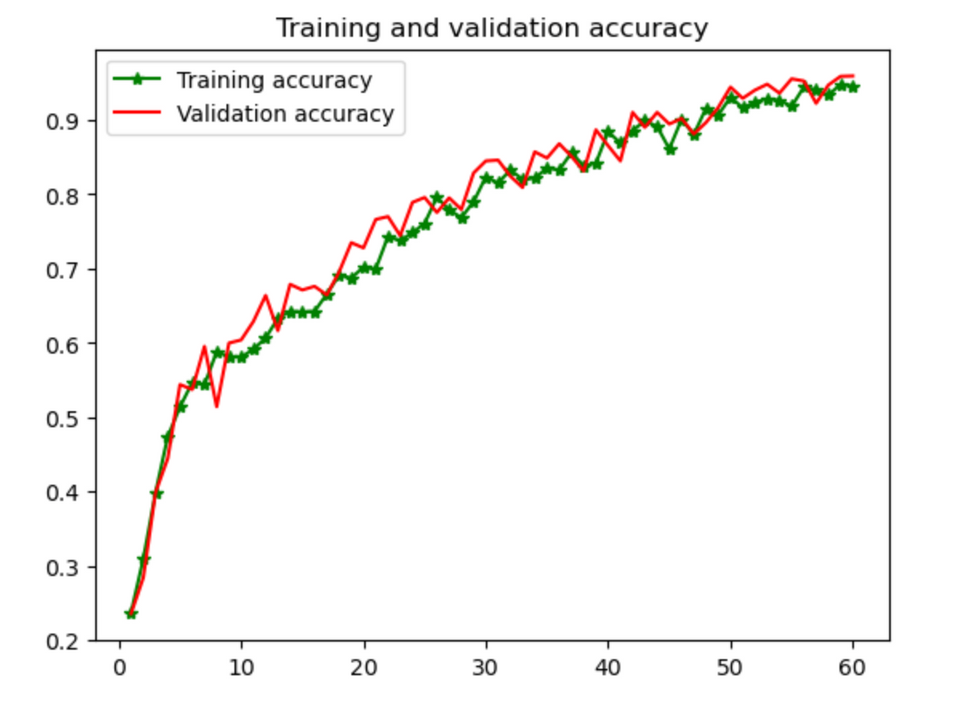 Training and validation accuracy
Training accuracy
Validation accuracy
0.9
0.8
0.7
0.6
0.5
0.4
0.3
0.2
0 10 20 30 40 50 60